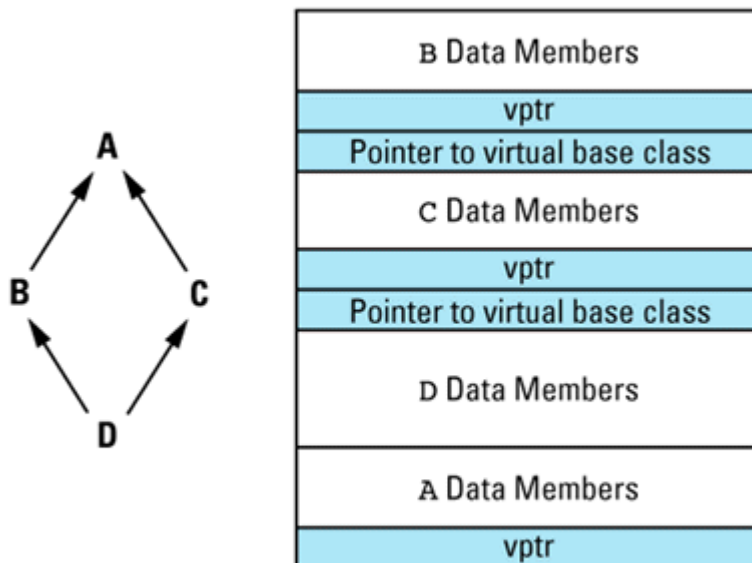 A
B
C
D
B Data Members
vptr
Pointer to virtual base class
C Data Members
vptr
Pointer to virtual base class
D Data Members
A Data Members
vptr